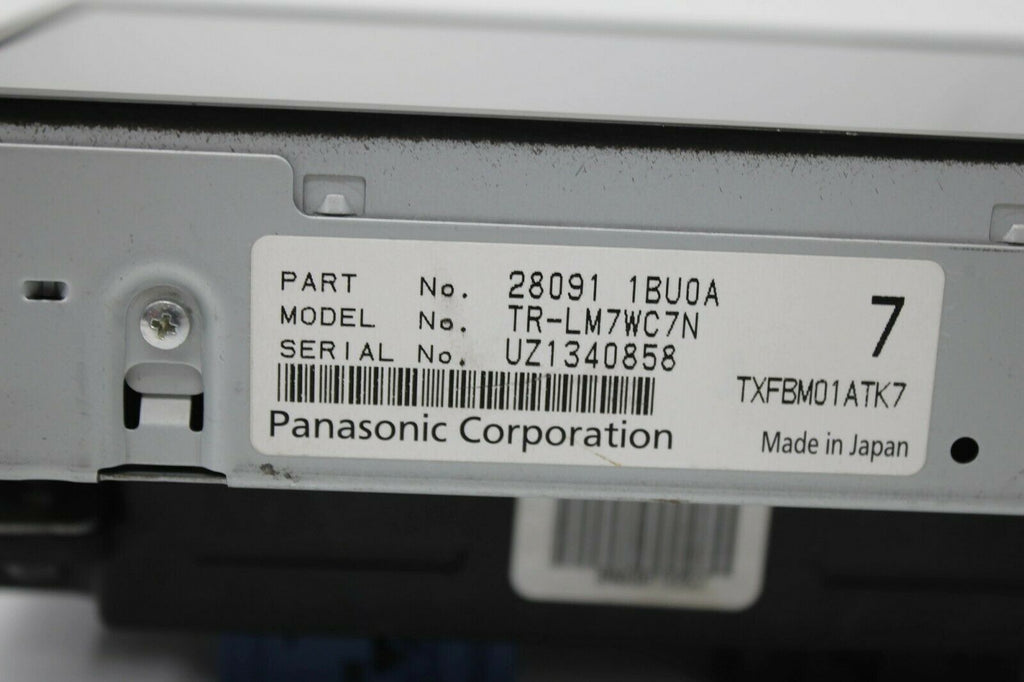 PART No. 28091 1BU0A
MODEL No. TR-LM7WC7N
SERIAL No. UZ1340858
7
TXFBM01ATK7
Panasonic Corporation
Made in Japan